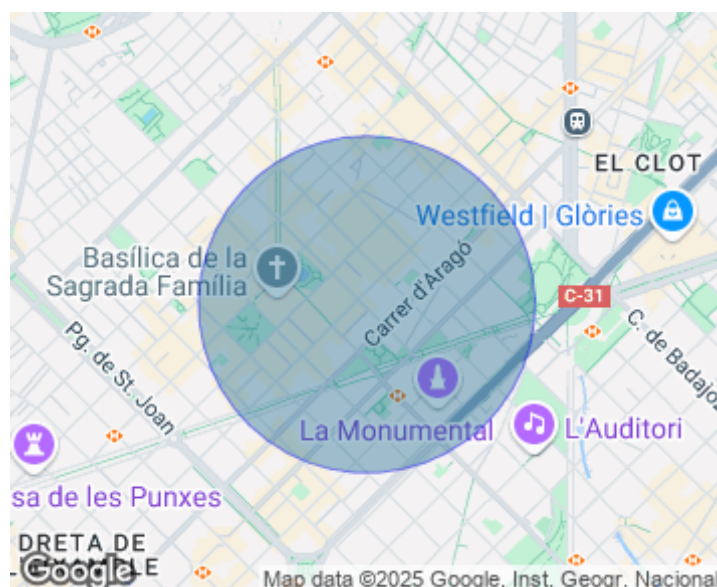 EL CLOT
Westfield | Glòries
Basílica de la
Sagrada Família
Carrer d'Aragó
C-31
Pg. de St. Joan
C. de Badajoz
La Monumental
L'Auditori
sa de les Punxes
DRETA DE
Google
Map data ©2025 Google, Inst. Geogr. Nacional